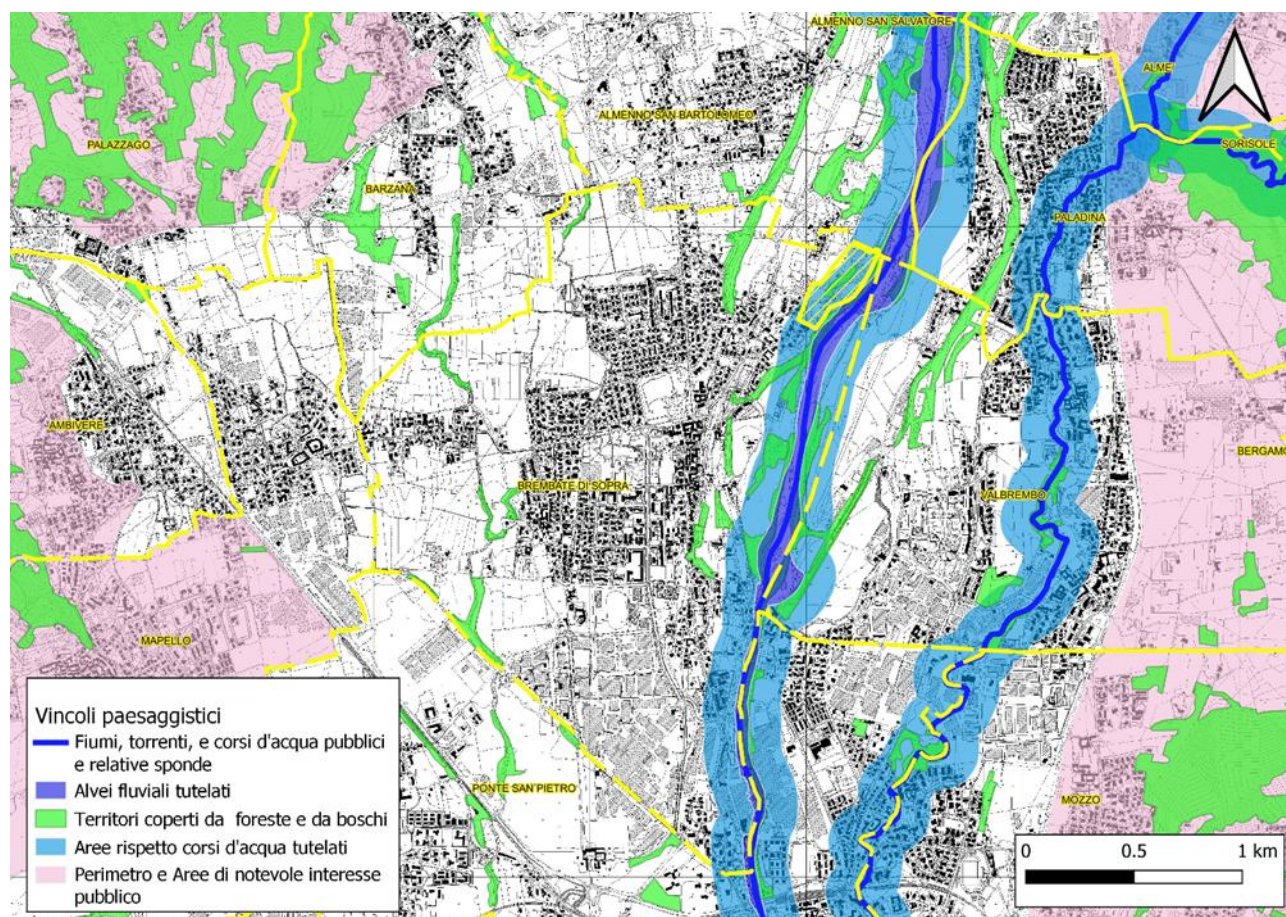 ALMENNO SAN SALVATORE
ALME'
ALMENNO SAN BARTOLOMEO
PALAZZAGO
SORISOLE
BARZANA
PALADINA
AMBIVERE
BERGAMO
BREMBATE DI SOPRA
VALBREMBO
MAPELLO
PONTE SAN PIETRO
MOZZO
Vincoli paesaggistici
Fiumi, torrenti, e corsi d'acqua pubblici
e relative sponde
Alvei fluviali tutelati
Territori coperti da foreste e da boschi
Aree rispetto corsi d'acqua tutelati
Perimetro e Aree di notevole interesse
pubblico
0 0.5 1 km